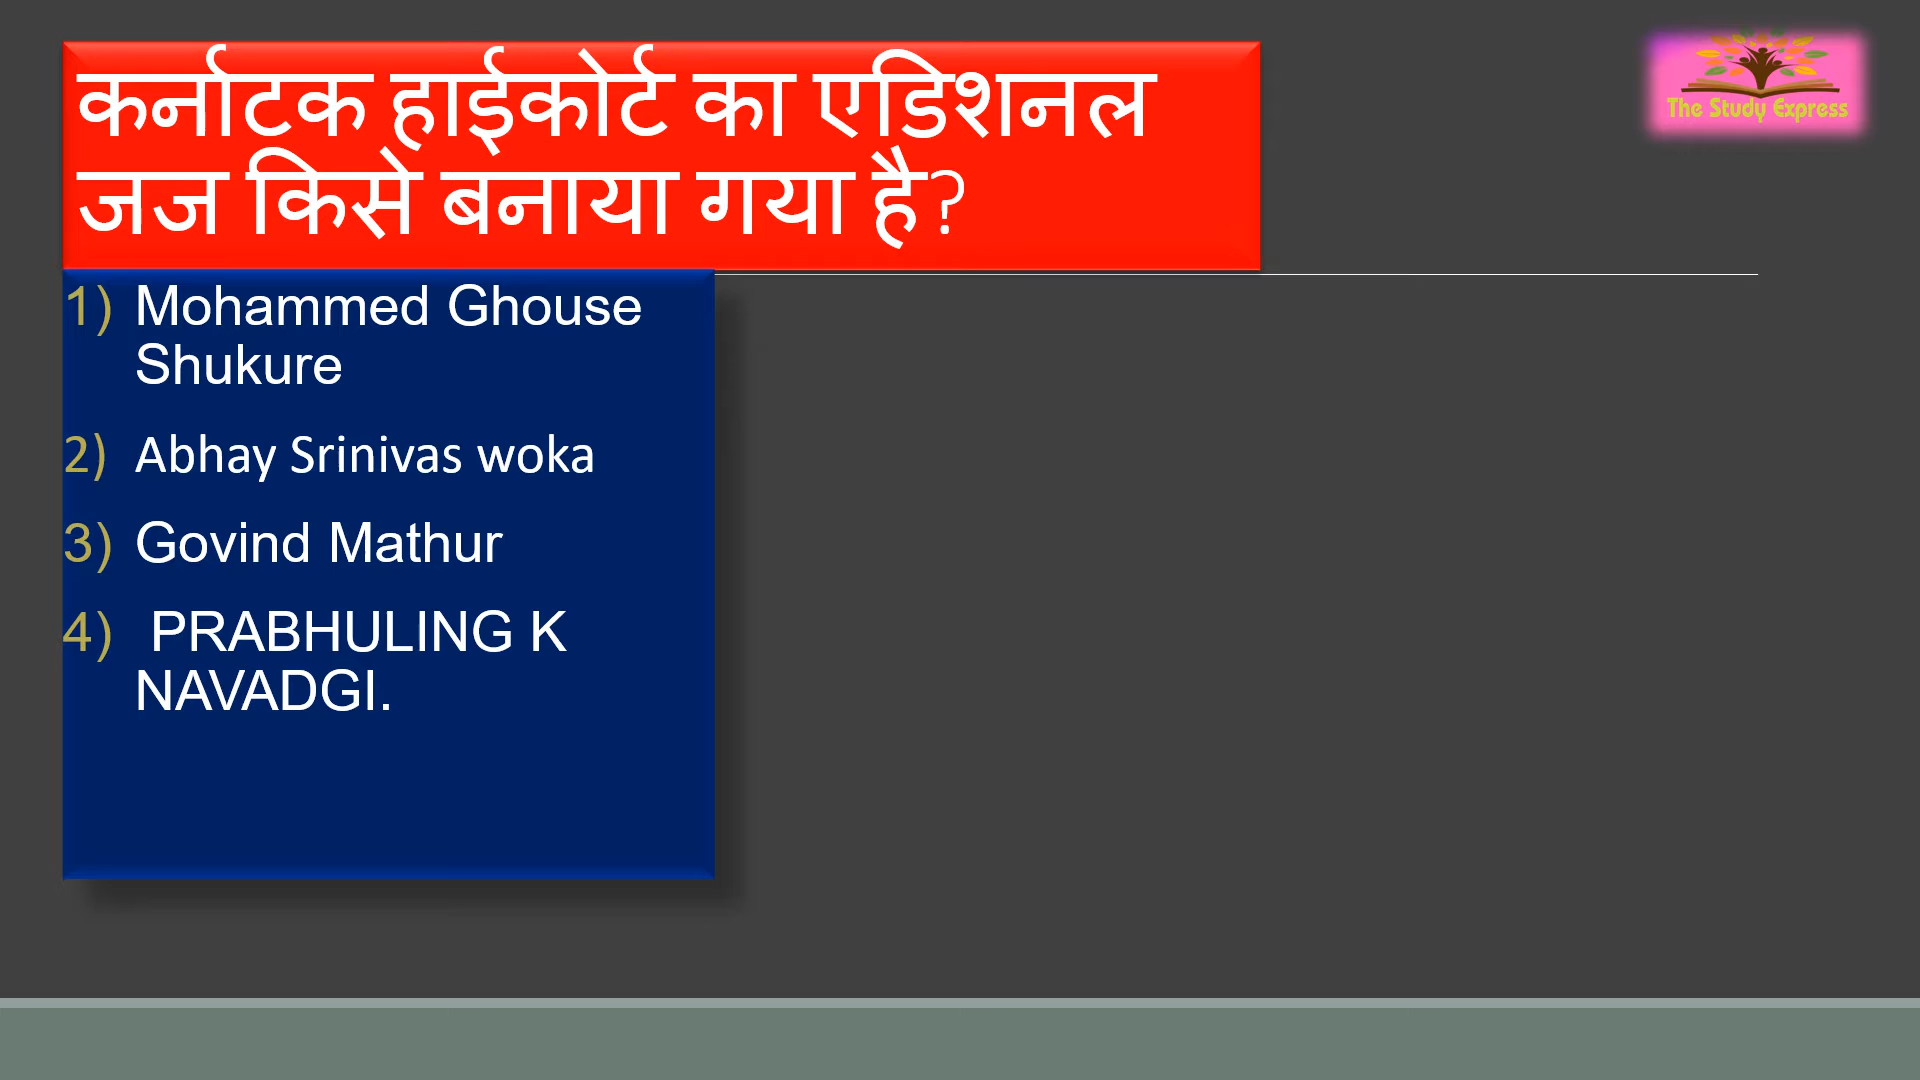 कर्नाटक हाईकोर्ट का एडिशनल
जज किसे बनाया गया है?
The Study Express
1) Mohammed Ghouse
Shukure
2) Abhay Srinivas woka
3) Govind Mathur
4) PRABHULING K
NAVADGI.